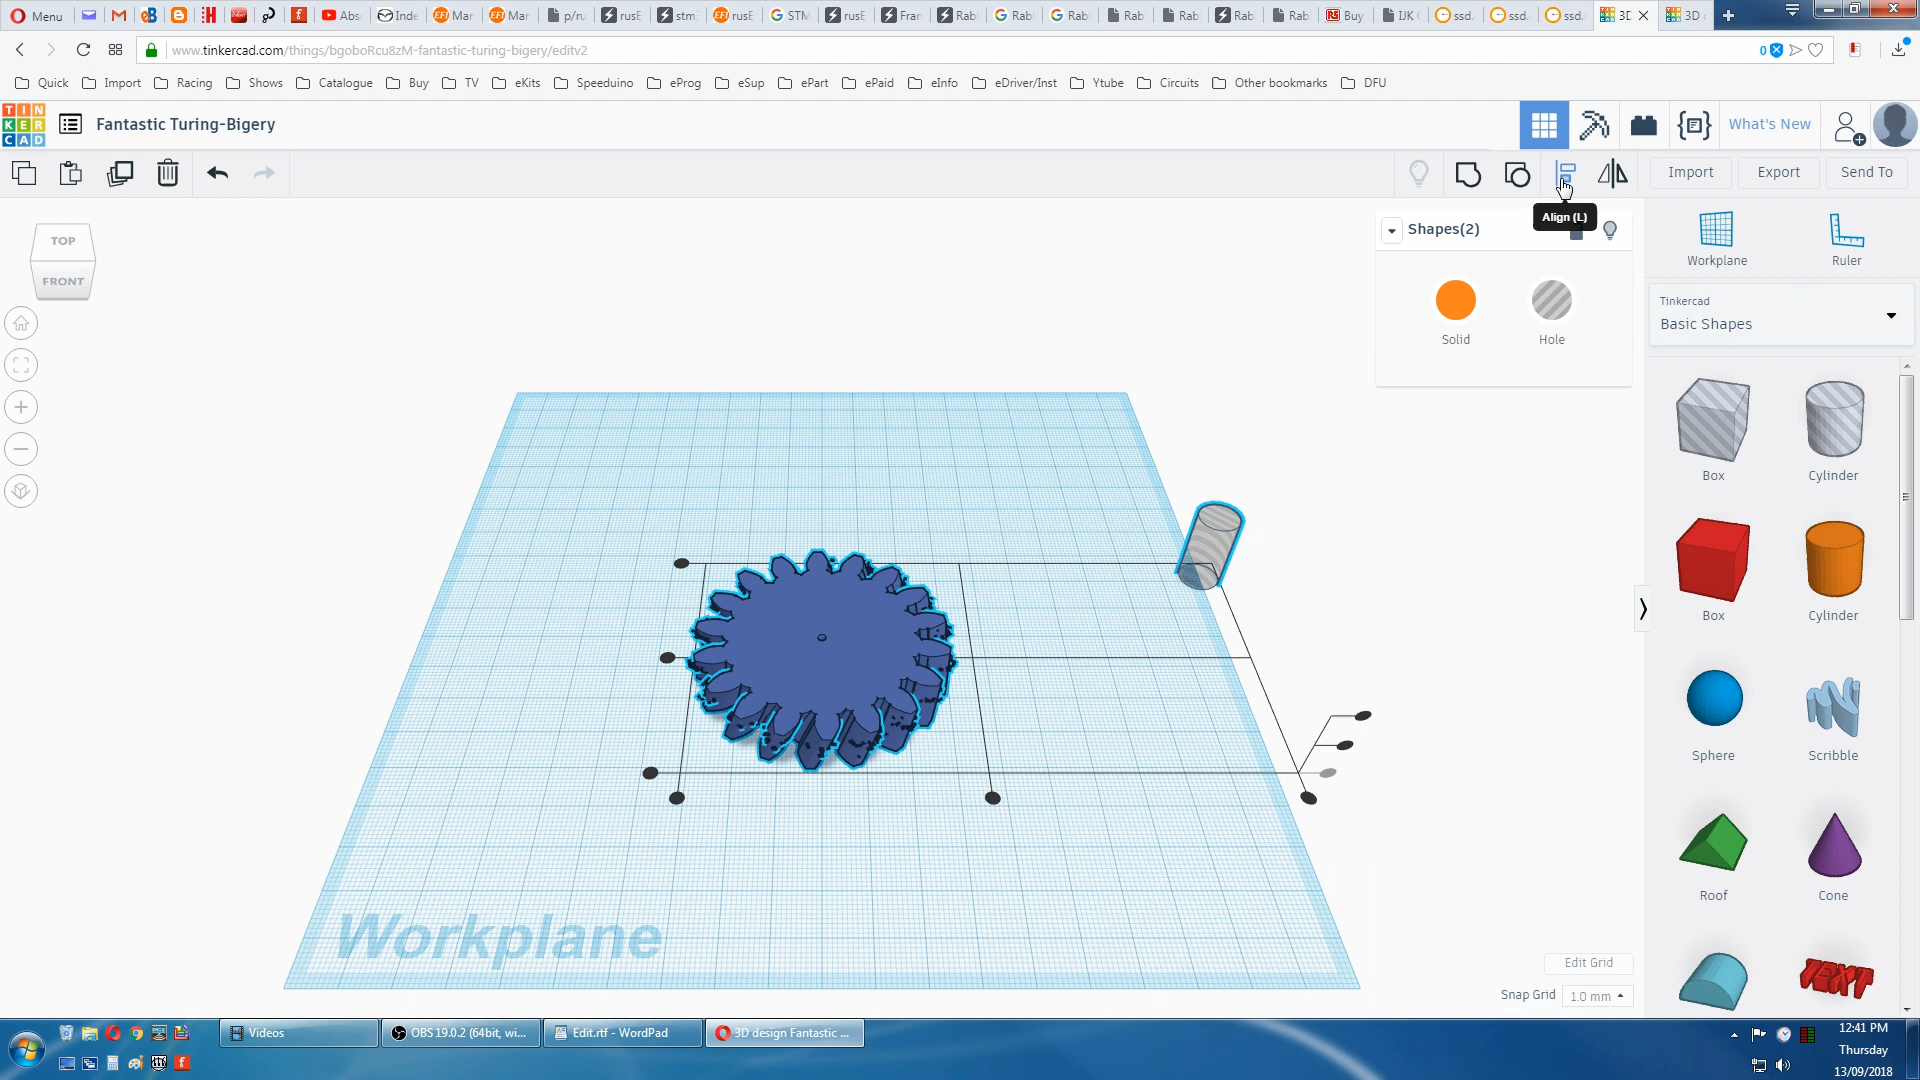 Menu
Abs
Inde
Mar
Mar
p/ru
rusE
stm
rusE
STM
rusE
Fran
Rab
Rab
Rab
Rab
Rab
Rab
Rab
Buy
IJK
ssd.
ssd.
ssd.
3D
3D
www.tinkercad.com/things/bgoboRcu8zM-fantastic-turing-bigery/editv2
0
Quick Import Racing Shows Catalogue Buy TV eKits Speeduino eProg eSup ePart ePaid eInfo eDriver/Inst Ytube Circuits Other bookmarks DFU
TIN
KER
CAD
Fantastic Turing-Bigery
What's New
Import Export Send To
Align (L)
Shapes(2)
Solid Hole
TOP
FRONT
Workplane Ruler
Tinkercad
Basic Shapes
Box Cylinder
Box Cylinder
Sphere Scribble
Roof Cone
TEXT
Workplane
Edit Grid
Snap Grid 1.0 mm
Videos
OBS 19.0.2 (64bit, wi...
Edit.rtf - WordPad
3D design Fantastic ...
12:41 PM
Thursday
13/09/2018